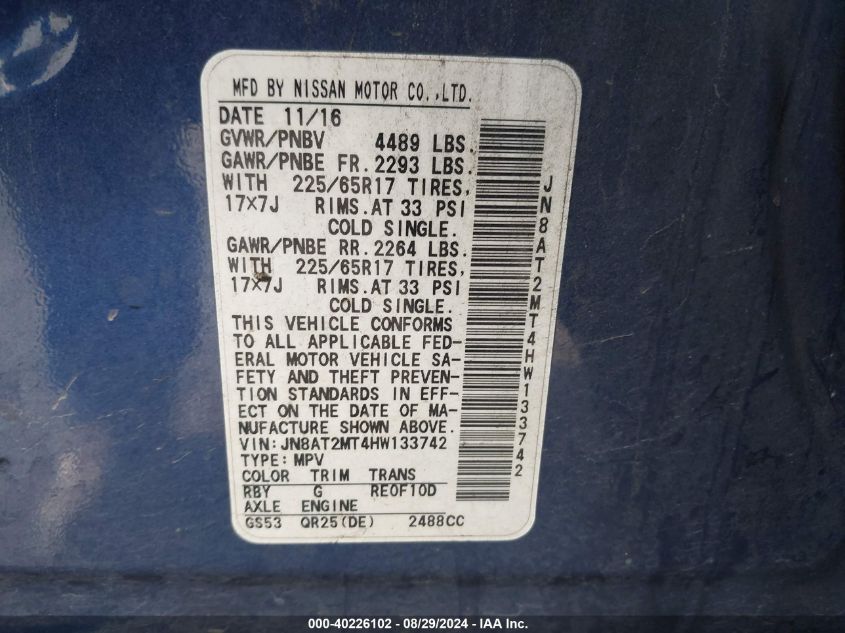 MFD BY NISSAN MOTOR CO.,LTD.
DATE 11/16
GVWR/PNBV 4489 LBS.
GAWR/PNBE FR. 2293 LBS.
WITH 225/65R17 TIRES,
17X7J RIMS.AT 33 PSI
COLD SINGLE.
GAWR/PNBE RR. 2264 LBS.
WITH 225/65R17 TIRES,
17X7J RIMS.AT 33 PSI
COLD SINGLE.
THIS VEHICLE CONFORMS
TO ALL APPLICABLE FED-
ERAL MOTOR VEHICLE SA-
FETY AND THEFT PREVEN-
TION STANDARDS IN EFF-
ECT ON THE DATE OF MA-
NUFACTURE SHOWN ABOVE.
VIN:JN8AT2MT4HW133742
TYPE:MPV
COLOR TRIM TRANS
RBY G RE0F10D
AXLE ENGINE
GS53 QR25(DE) 2488CC
JN8AT2MT4HW133742
000-40226102 - 08/29/2024 - IAA Inc.